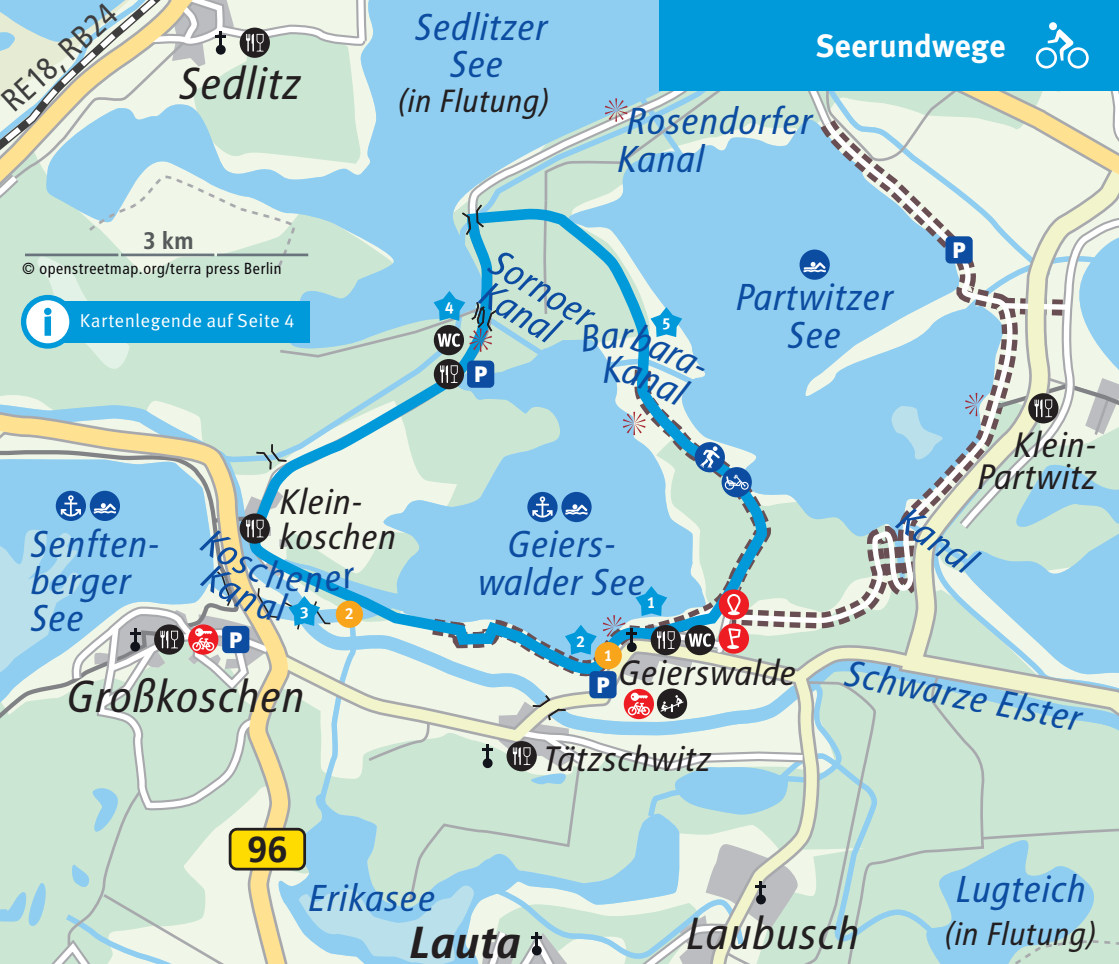 RE18, RB24
Sedlitz
Sedlitzer
See
(in Flutung)
Seerundwege
Rosendorfer
Kanal
3 km
© openstreetmap.org/terra press Berlin
i
Kartenlegende auf Seite 4
Sornoer
Kanal
4
WC
P
Barbara-
Kanal
5
P
Partwitzer
See
Klein-
Partwitz
Kanal
Klein-
koschen
Senften-
berger
See
Koschener
Kanal
3
2
Geiers-
walder See
1
2
1
WC
P
Geierswalde
P
Großkoschen
Schwarze Elster
Tätzschwitz
96
Erikasee
Lauta
Laubusch
Lugteich
(in Flutung)